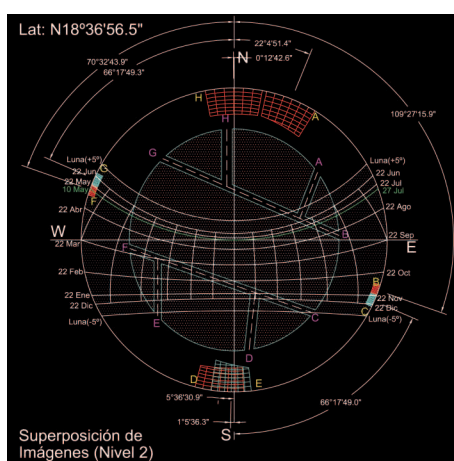 Lat: N18º36'56.5"
22°4'51.4"
70°32'43.9"
66°17'49.3"
N
0°12'42.6"
109°27'15.9"
H
A
H
G
A
Luna(+5º)
Luna(+5º)
22 Jun
G
22 Jun
22 May
22 Jul
10 May
27 Jul
F
22 Abr
22 Ago
W
B
22 Sep
E
22 Mar
F
22 Feb
22 Oct
B
22 Ene
22 Nov
22 Dic
C
22 Dic
Luna(-5º)
E
C
Luna(-5º)
D
D
E
5°36'30.9"
66°17'49.0"
1°5'36.3"
S
Superposición de
Imágenes (Nivel 2)